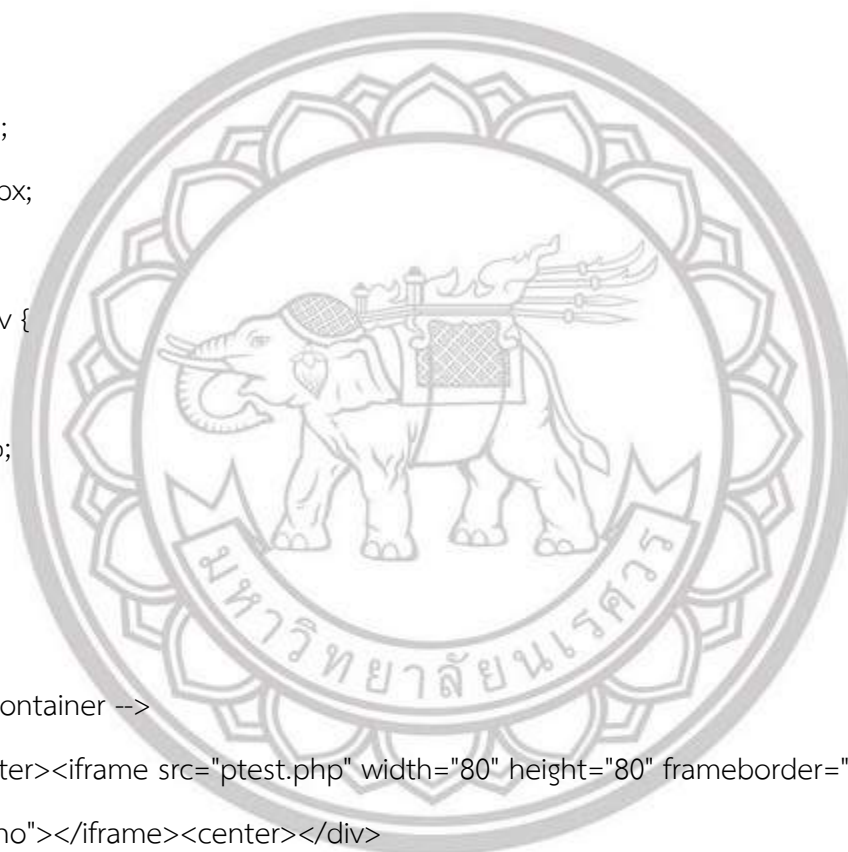 ;
px;
v {
;
มหาวิทยาลัยนเรศวร
ontainer -->
ter><iframe src="ptest.php" width="80" height="80" frameborder="
no"></iframe><center></div>